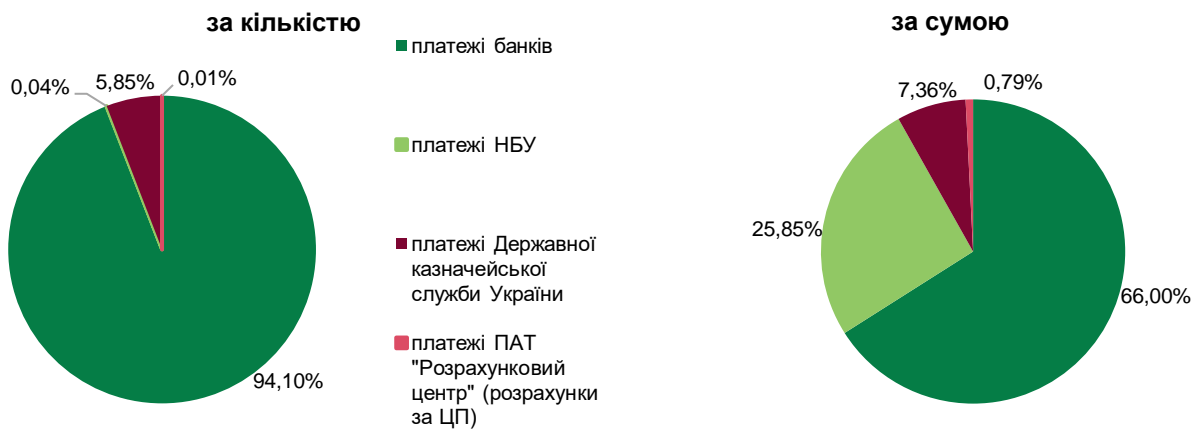 за кількістю
0,04%
5,85%
0,01%
94,10%
платежі банків
платежі НБУ
платежі Державної
казначейської
служби України
платежі ПАТ
"Розрахунковий
центр" (розрахунки
за ЦП)
за сумою
7,36%
0,79%
25,85%
66,00%